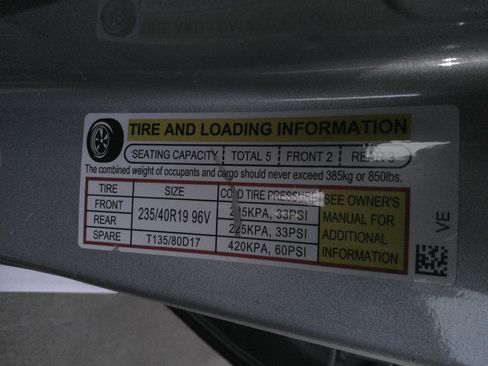 TIRE AND LOADING INFORMATION
SEATING CAPACITY TOTAL 5 FRONT 2 REAR 3
The combined weight of occupants and cargo should never exceed 385kg or 850lbs.
TIRE SIZE COLD TIRE PRESSURE SEE OWNER'S MANUAL FOR ADDITIONAL INFORMATION
FRONT 235/40R19 96V 225KPA, 33PSI
REAR 225KPA, 33PSI
SPARE T135/80D17 420KPA, 60PSI
VE